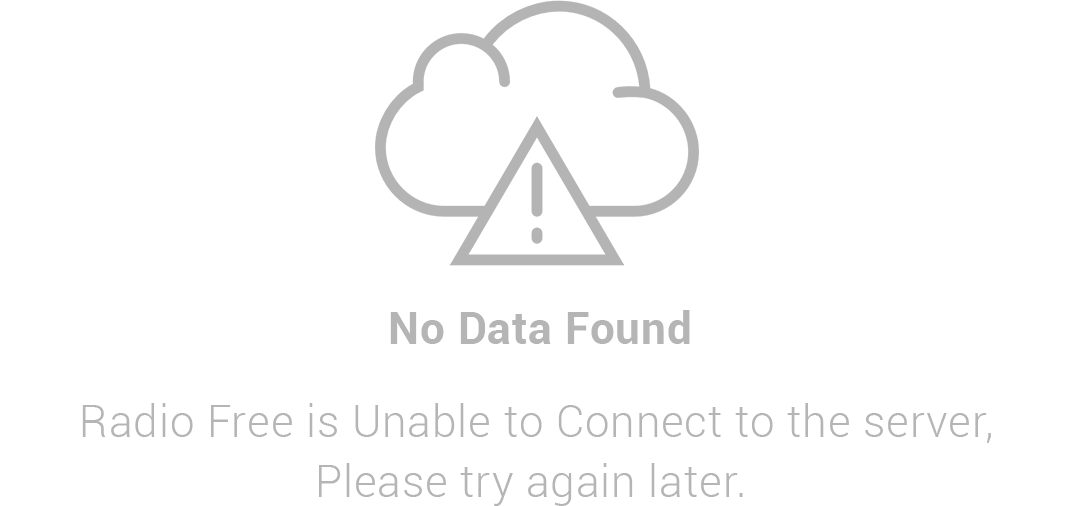 No Data Found
Radio Free is Unable to Connect to the server,
Please try again later.